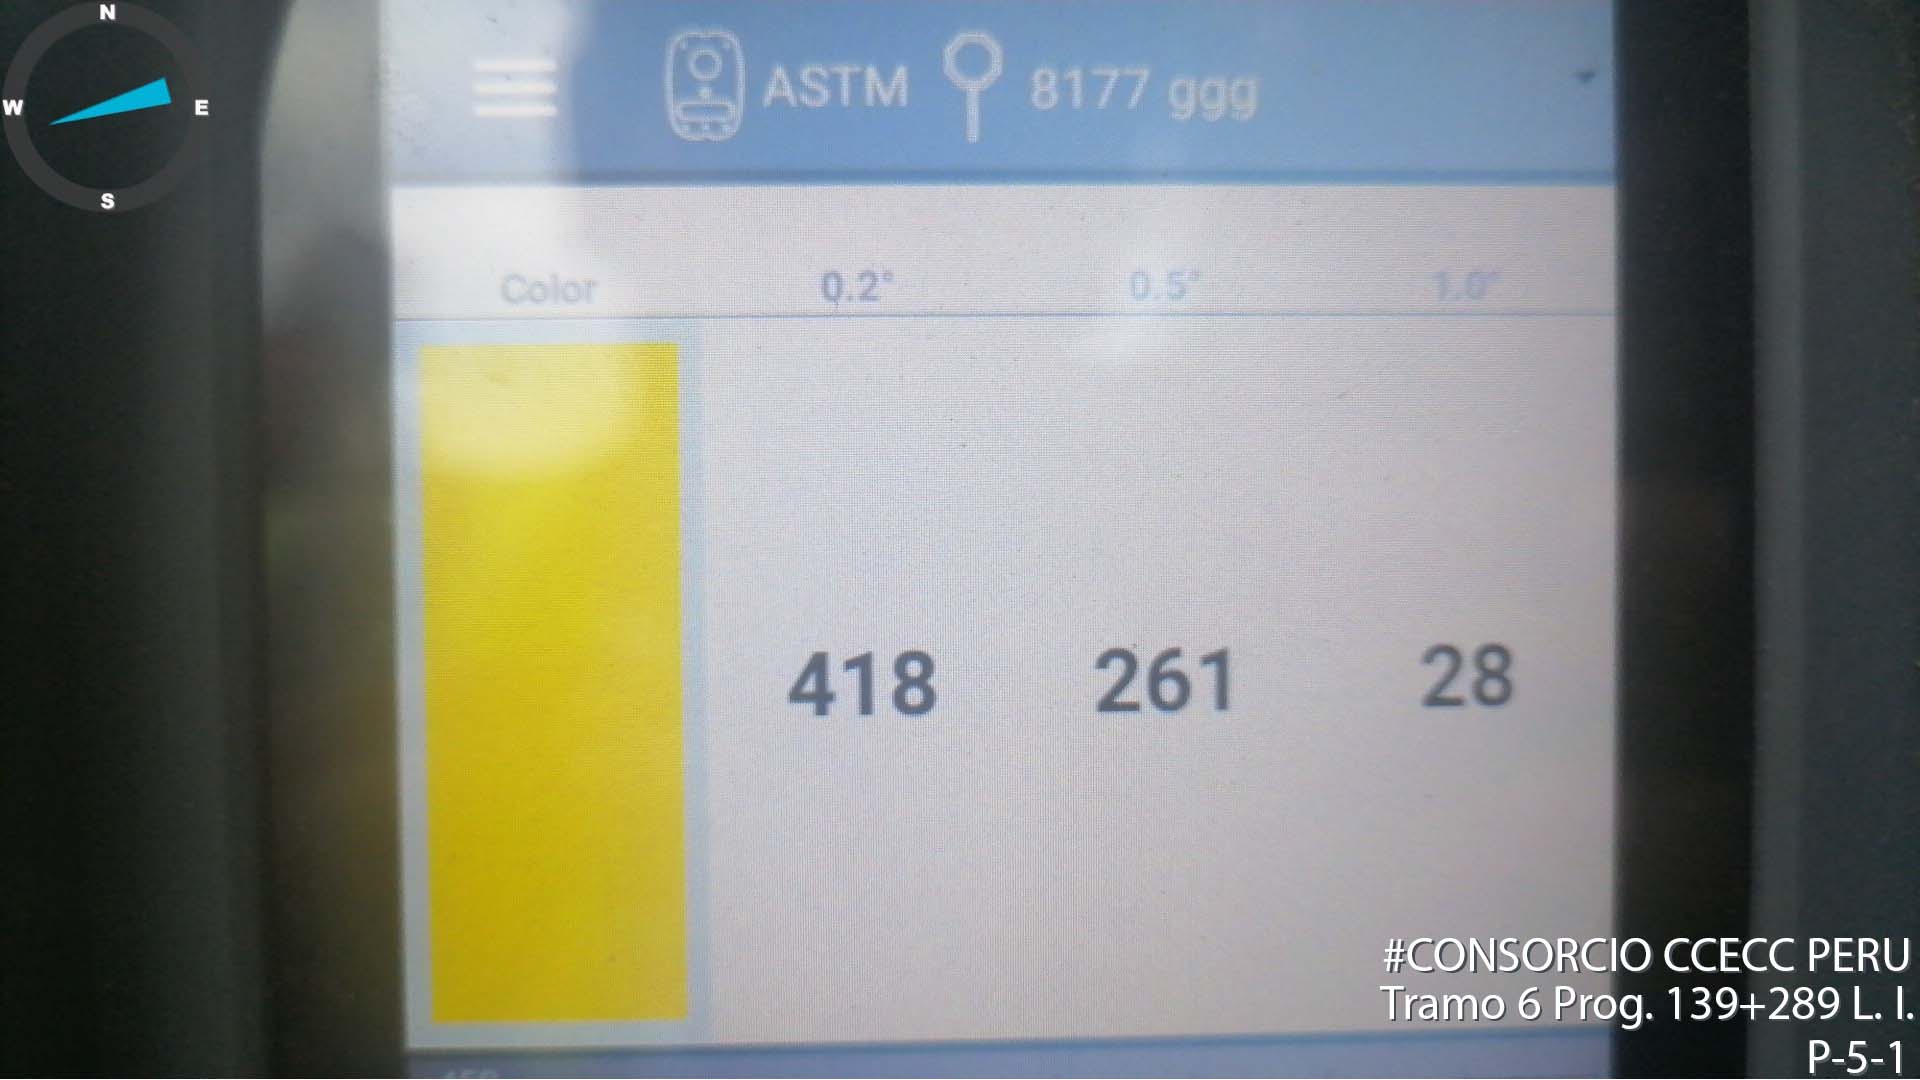 N
W
E
S
ASTM 8177 ggg
Color 0.2° 0.5° 1.0°
418 261 28
#CONSORCIO CCECC PERU
Tramo 6 Prog. 139+289 L. I.
P-5-1